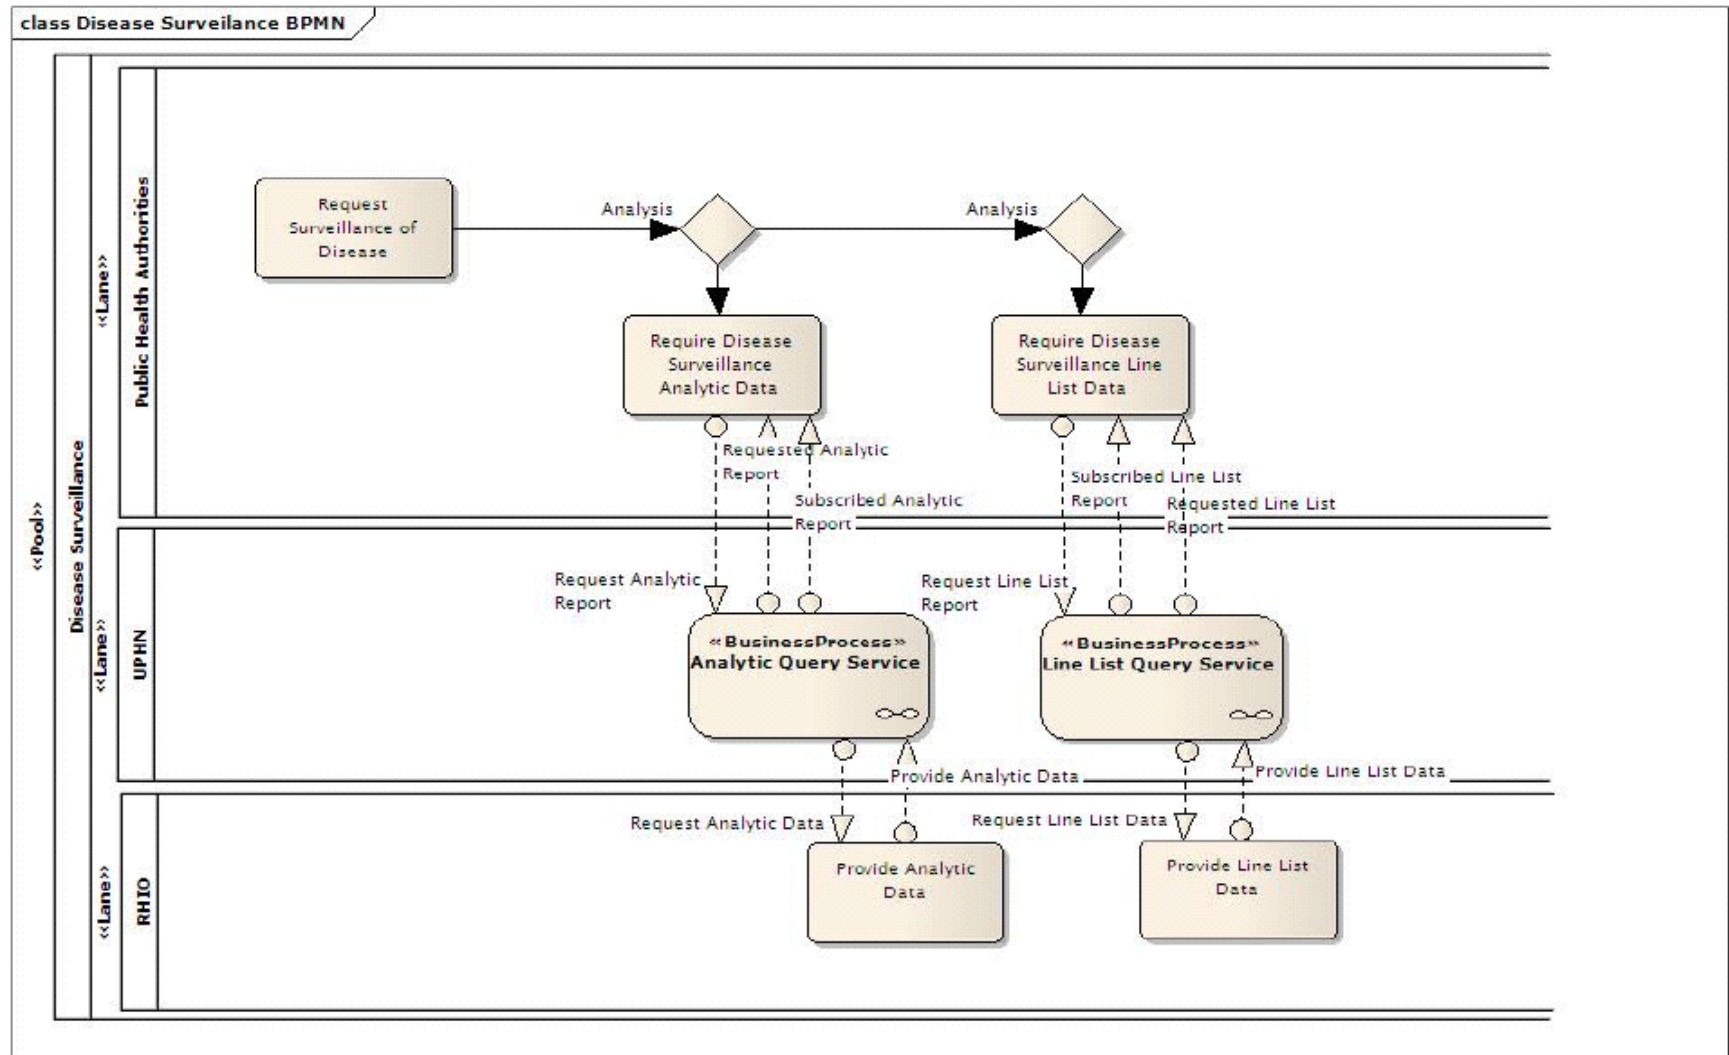 class Disease Surveilance BPMN
«Pool»
Disease Surveillance
«Lane»
Public Health Authorities
Request
Surveillance of
Disease
Analysis
Analysis
Require Disease
Surveillance
Analytic Data
Require Disease
Surveillance Line
List Data
Requested Analytic
Report
Subscribed Analytic
Report
Subscribed Line List
Report
Requested Line List
Report
«Lane»
UPHN
Request Analytic
Report
Request Line List
Report
«BusinessProcess»
Analytic Query Service
«BusinessProcess»
Line List Query Service
Provide Analytic Data
Provide Line List Data
«Lane»
RHIO
Request Analytic Data
Request Line List Data
Provide Analytic
Data
Provide Line List
Data